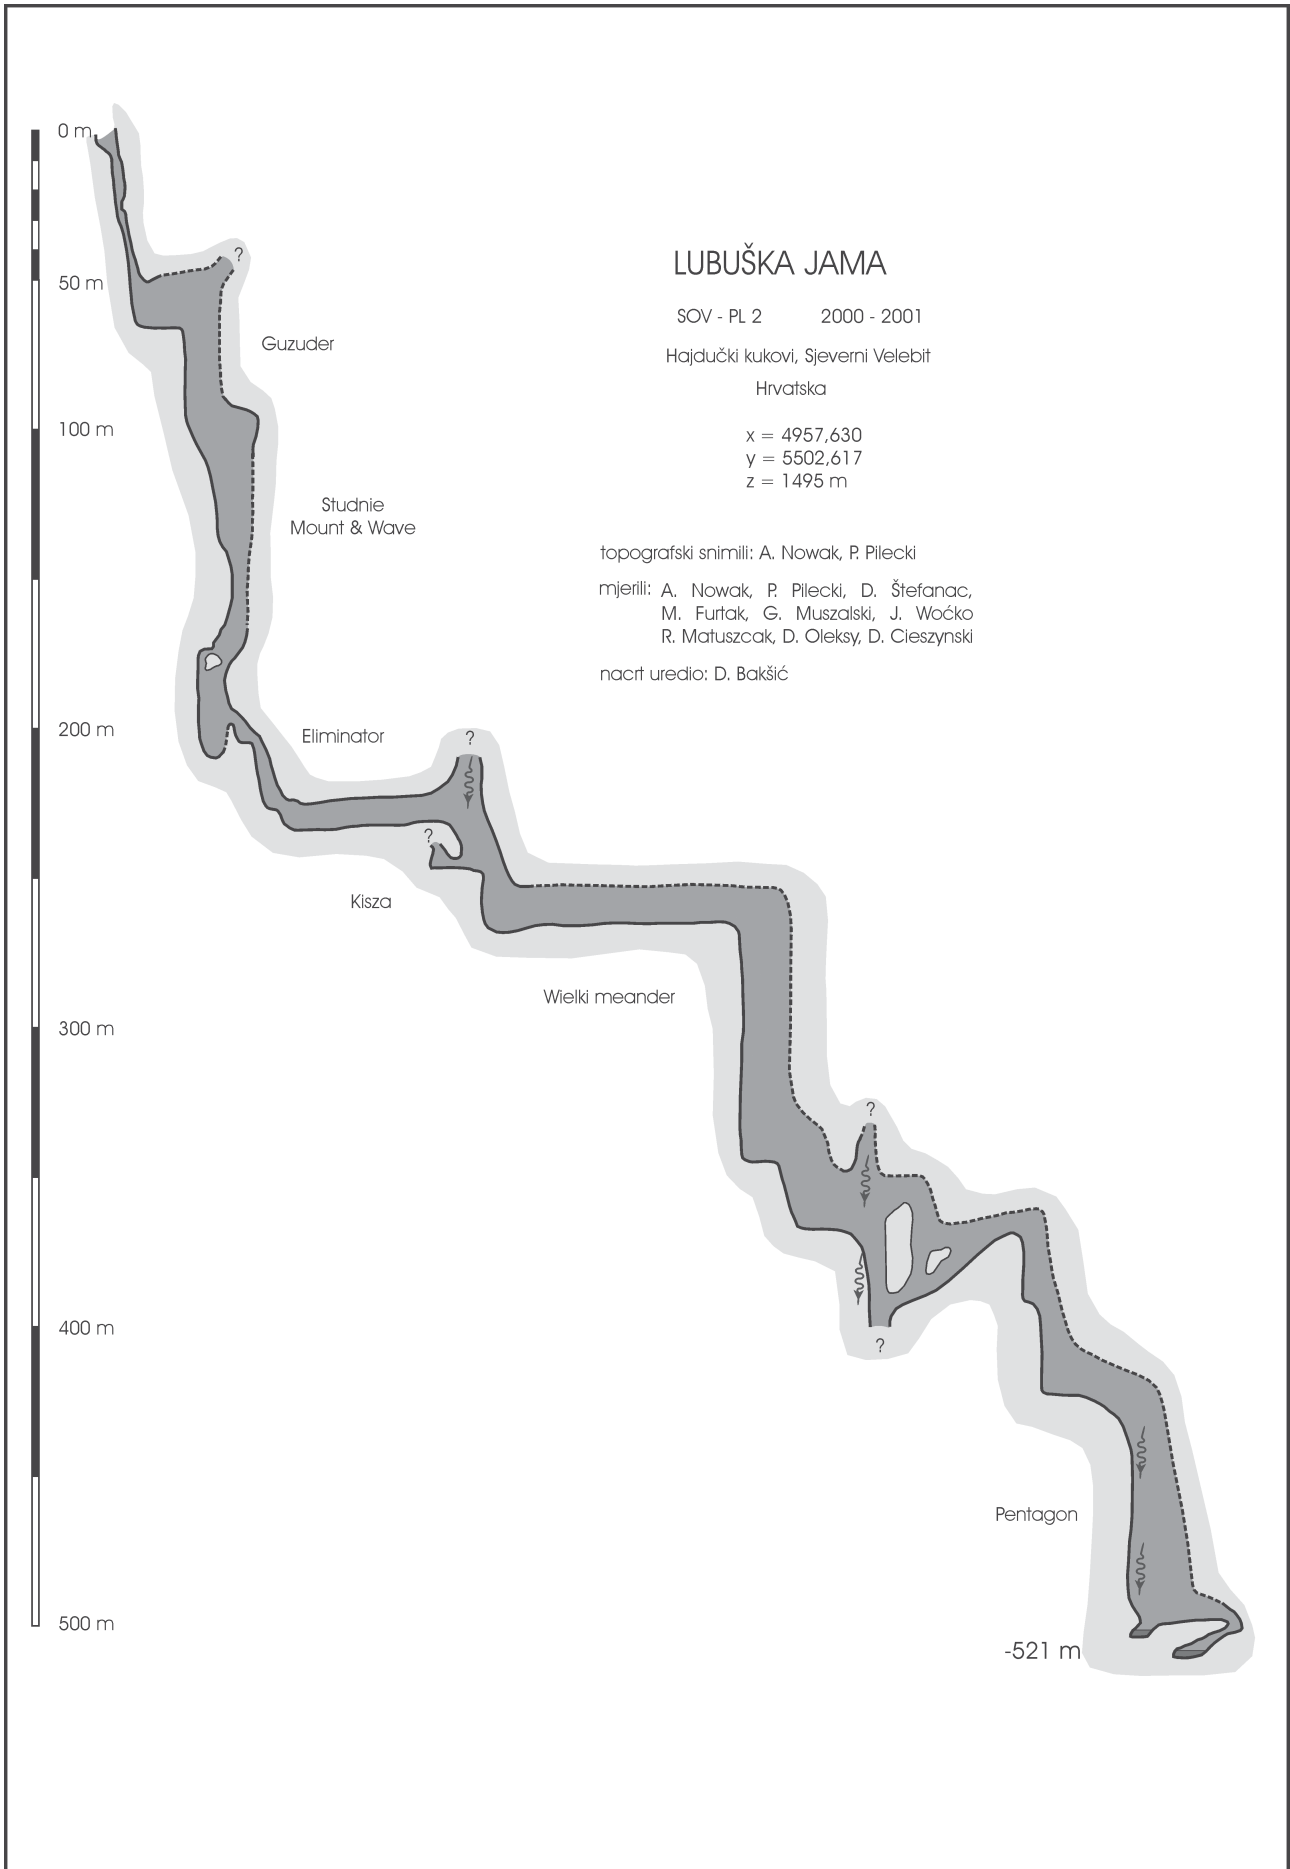 0 m
50 m
100 m
200 m
300 m
400 m
500 m
?
Guzuder
LUBUŠKA JAMA
SOV - PL 2 2000 - 2001
Hajdučki kukovi, Sjeverni Velebit
Hrvatska
x = 4957,630
y = 5502,617
z = 1495 m
Studnie
Mount & Wave
topografski snimili: A. Nowak, P. Pilecki
mjerili: A. Nowak, P. Pilecki, D. Štefanac,
M. Furtak, G. Muszalski, J. Woćko
R. Matuszcak, D. Oleksy, D. Cieszynski
nacrt uredio: D. Bakšić
Eliminator
?
?
Kisza
Wielki meander
?
?
Pentagon
-521 m